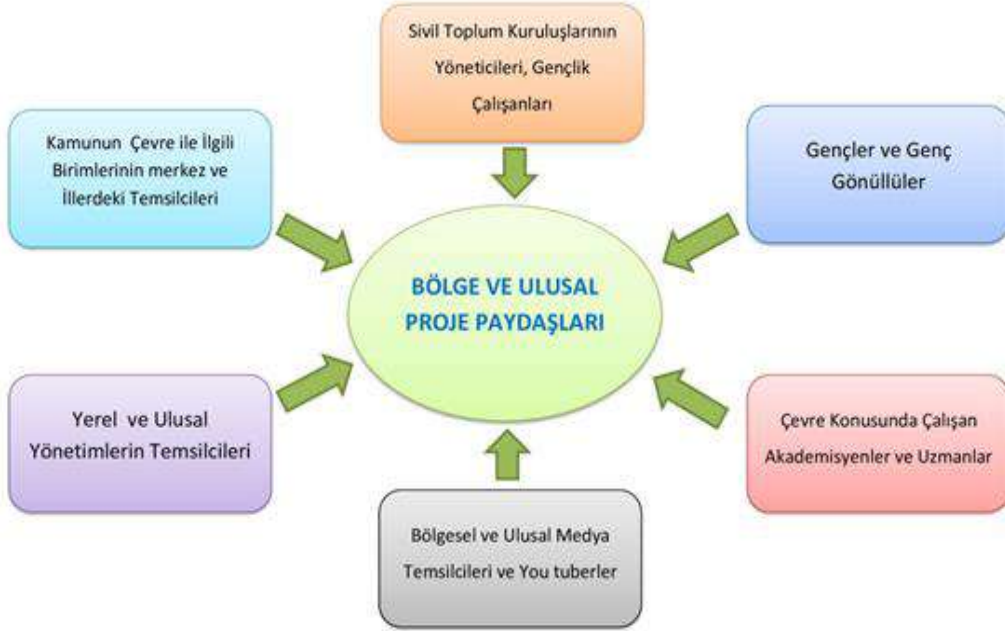 Sivil Toplum Kuruluşlarının
Yöneticileri, Gençlik
Çalışanları
Kamunun Çevre ile İlgili
Birimlerinin merkez ve
İllerdeki Temsilcileri
Gençler ve Genç
Gönüllüler
BÖLGE VE ULUSAL
PROJE PAYDAŞLARI
Yerel ve Ulusal
Yönetimlerin Temsilcileri
Çevre Konusunda Çalışan
Akademisyenler ve Uzmanlar
Bölgesel ve Ulusal Medya
Temsilcileri ve You tuberler